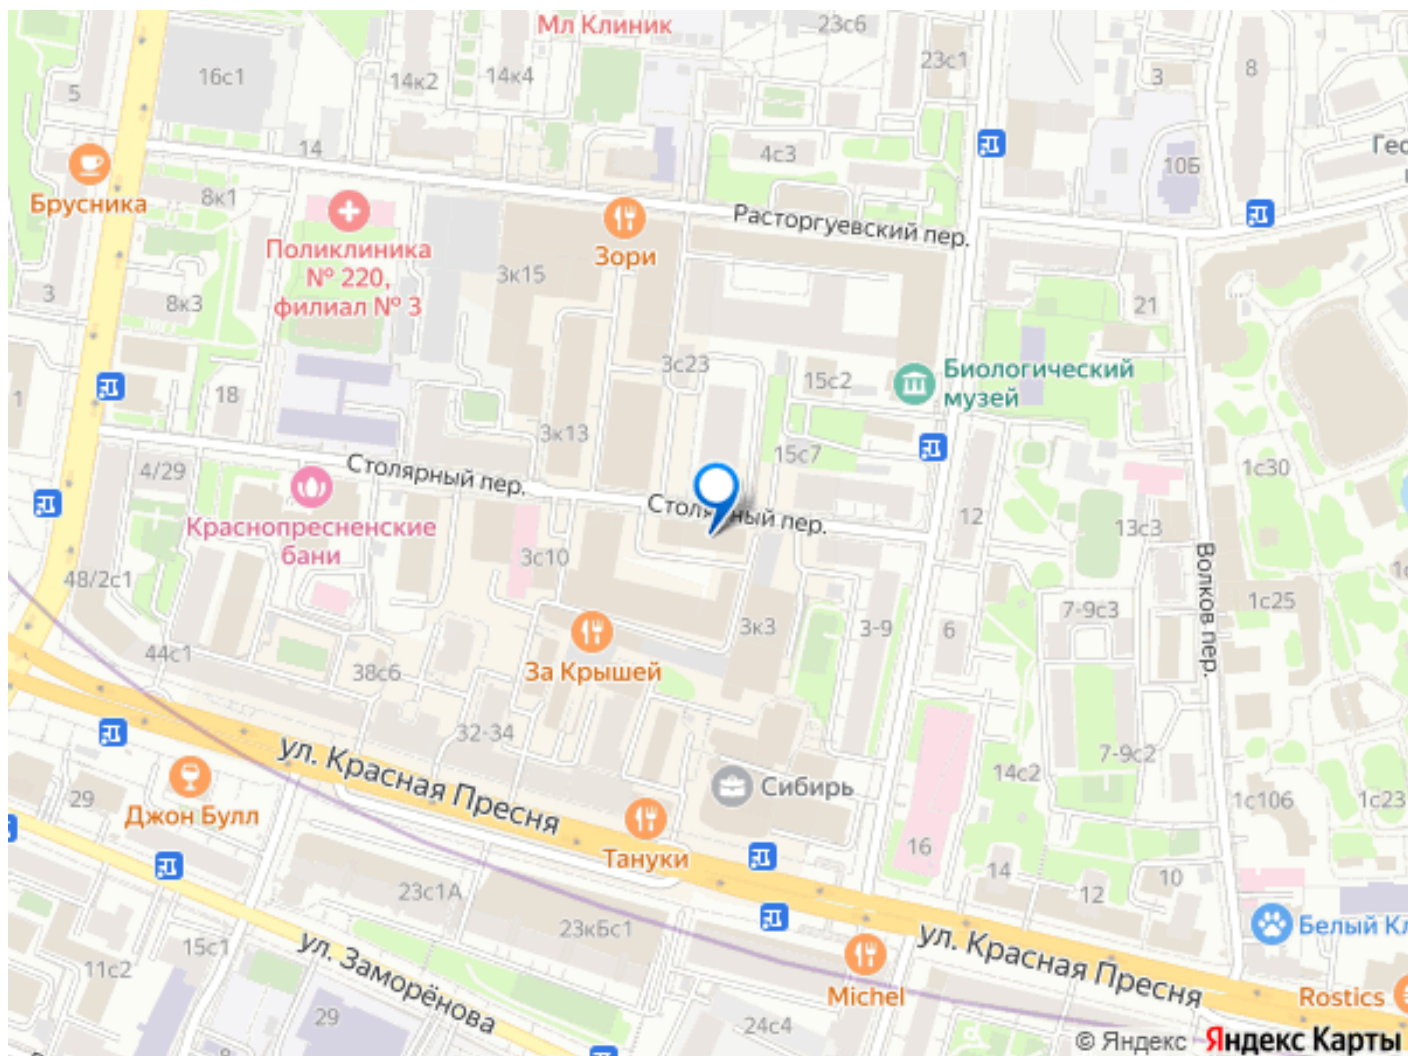 Мл Клиник
23с6
23с1
3
8
16с1
14к2
14к4
5
14
4с3
10Б
Брусника
8к1
Поликлиника
№ 220,
филиал № 3
Зори
Расторгуевский пер.
3к15
3
8к3
21
3с23
15с2
Биологический
музей
1
18
3к13
15с7
1с30
4/29
Столярный пер.
Краснопресненские
бани
12
13с3
3с10
48/2с1
Волков пер.
1с25
7-9с3
3к3
3-9
6
44с1
38с6
За Крышей
32-34
ул. Красная Пресня
7-9с2
14с2
Сибирь
29
Джон Булл
1с106
1с23
Тануки
16
14
12
10
23с1А
23кБс1
Белый Кл
15с1
11с2
ул. Заморёнова
ул. Красная Пресня
Michel
Rostics
29
24с4
© Яндекс Яндекс Карты